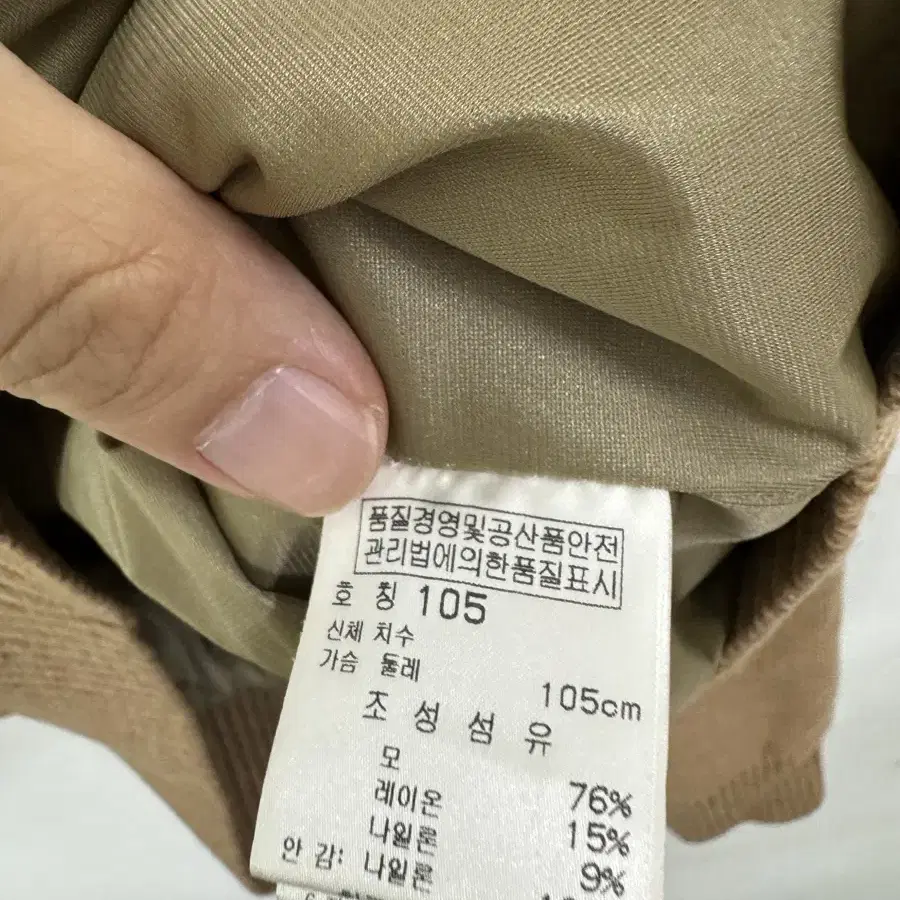 품질경영및공산품안전
관리법에의한품질표시
호 칭 105
신체 치수
가슴 둘레 105cm
조 성 섬 유
모 76%
레이온 15%
나일론 9%
안 감: 나일론